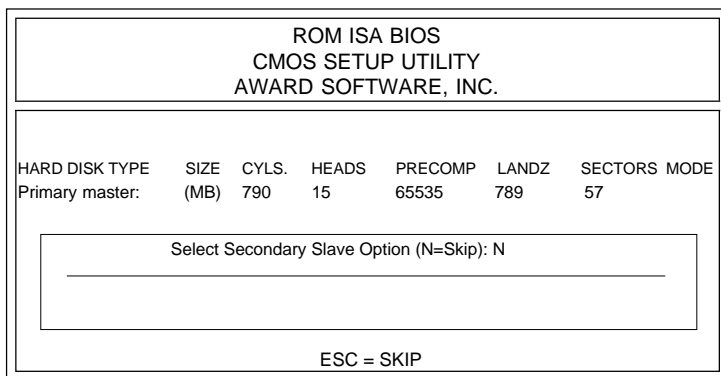 ROM ISA BIOS
CMOS SETUP UTILITY
AWARD SOFTWARE, INC.
HARD DISK TYPE SIZE CYLS. HEADS PRECOMP LANDZ SECTORS MODE
Primary master: (MB) 790 15 65535 789 57
Select Secondary Slave Option (N=Skip): N
ESC = SKIP